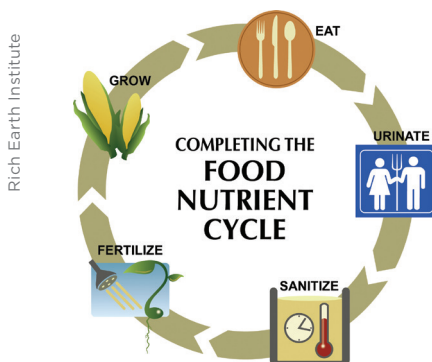 Rich Earth Institute
EAT
GROW
URINATE
COMPLETING THE
FOOD
NUTRIENT
CYCLE
FERTILIZE
SANITIZE